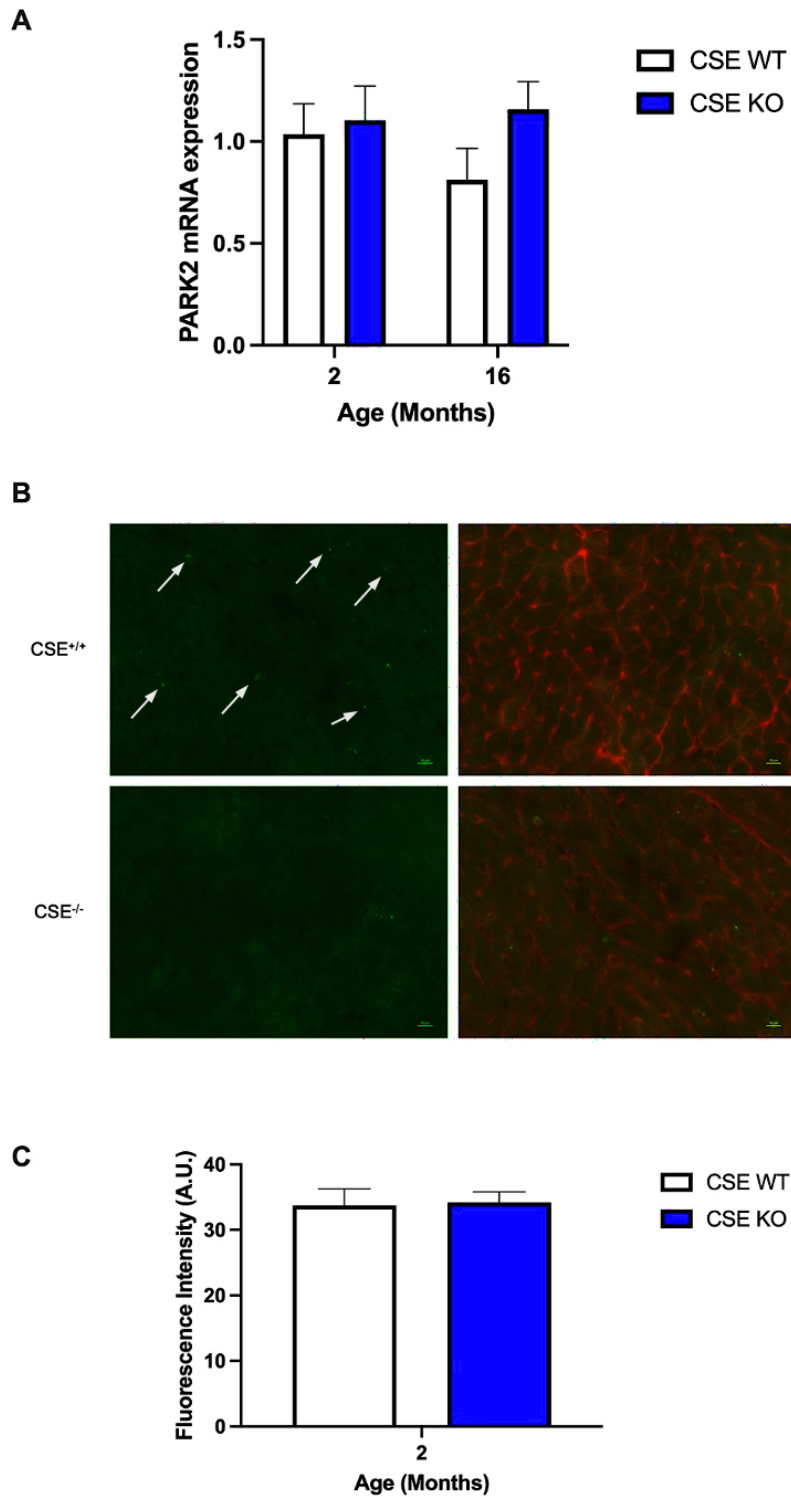 A
PARK2 mRNA expression
1.5
1.0
0.5
0.0
2
16
Age (Months)
CSE WT
CSE KO
B
CSE+/+
CSE-/-
C
Fluorescence Intensity (A.U.)
40
30
20
10
0
2
Age (Months)
CSE WT
CSE KO